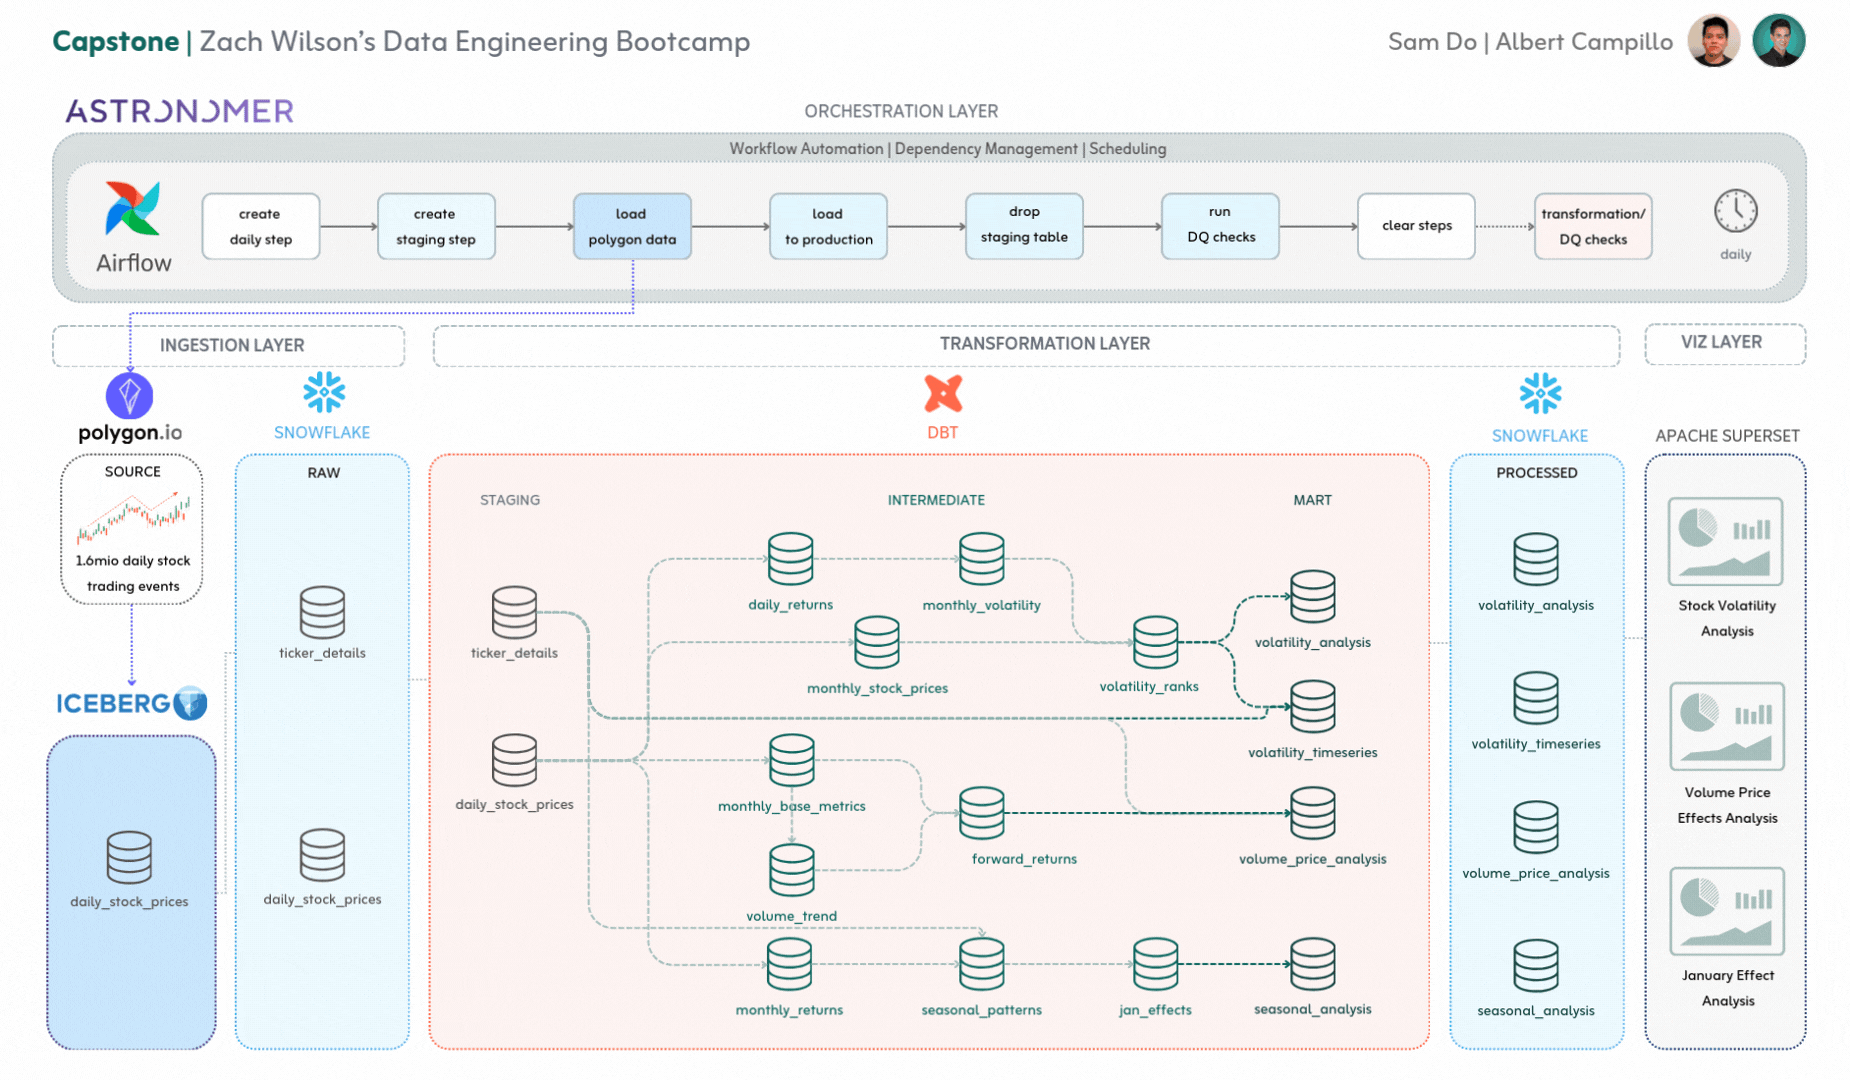 Capstone | Zach Wilson’s Data Engineering Bootcamp
Sam Do | Albert Campillo
ASTRONOMER
ORCHESTRATION LAYER
Workflow Automation | Dependency Management | Scheduling
Airflow
create
daily step
create
staging step
load
polygon data
load
to production
drop
staging table
run
DQ checks
clear steps
transformation/
DQ checks
daily
INGESTION LAYER
TRANSFORMATION LAYER
VIZ LAYER
polygon.io
SNOWFLAKE
DBT
SNOWFLAKE
APACHE SUPERSET
SOURCE
1.6mio daily stock
trading events
ICEBERG
daily_stock_prices
RAW
ticker_details
daily_stock_prices
STAGING
ticker_details
daily_stock_prices
INTERMEDIATE
daily_returns
monthly_volatility
monthly_stock_prices
volatility_ranks
monthly_base_metrics
forward_returns
volume_trend
monthly_returns
seasonal_patterns
jan_effects
MART
volatility_analysis
volatility_timeseries
volume_price_analysis
seasonal_analysis
PROCESSED
volatility_analysis
volatility_timeseries
volume_price_analysis
seasonal_analysis
Stock Volatility
Analysis
Volume Price
Effects Analysis
January Effect
Analysis